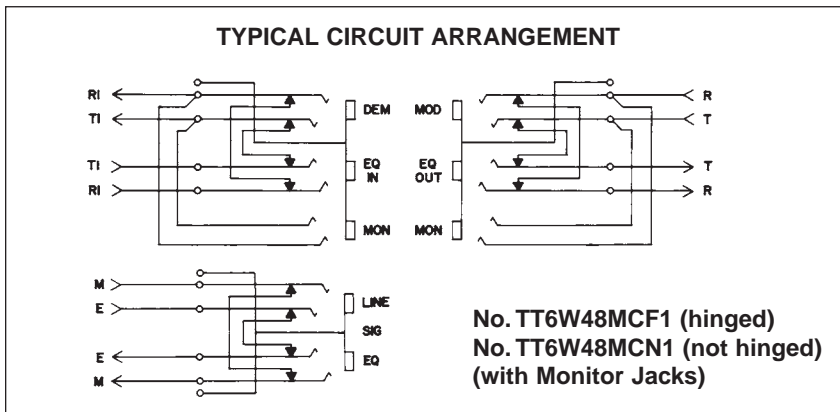 TYPICAL CIRCUIT ARRANGEMENT
RI
TI
TI
RI
DEM
EQ
IN
MON
MOD
EQ
OUT
MON
R
T
T
R
M
E
E
M
LINE
SIG
EQ
No. TT6W48MCF1 (hinged)
No. TT6W48MCN1 (not hinged)
(with Monitor Jacks)